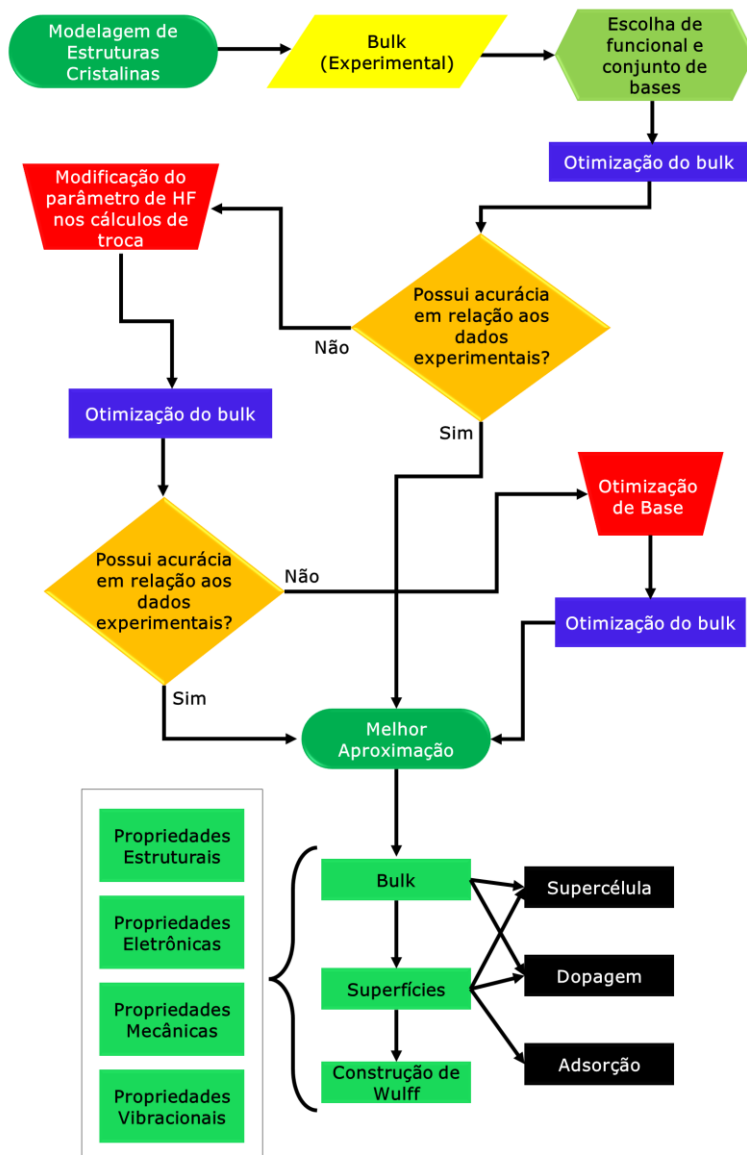 Modelagem de
Estruturas
Cristalinas
Bulk
(Experimental)
Escolha de
funcional e
conjunto de
bases
Otimização do bulk
Modificação do
parâmetro de HF
nos cálculos de
troca
Possui acurácia
em relação aos
dados
experimentais?
Não
Sim
Otimização do bulk
Otimização
de Base
Possui acurácia
em relação aos
dados
experimentais?
Não
Sim
Otimização do bulk
Melhor
Aproximação
Propriedades
Estruturais
Propriedades
Eletrônicas
Propriedades
Mecânicas
Propriedades
Vibracionais
Bulk
Superfícies
Construção de
Wulff
Supercélula
Dopagem
Adsorção